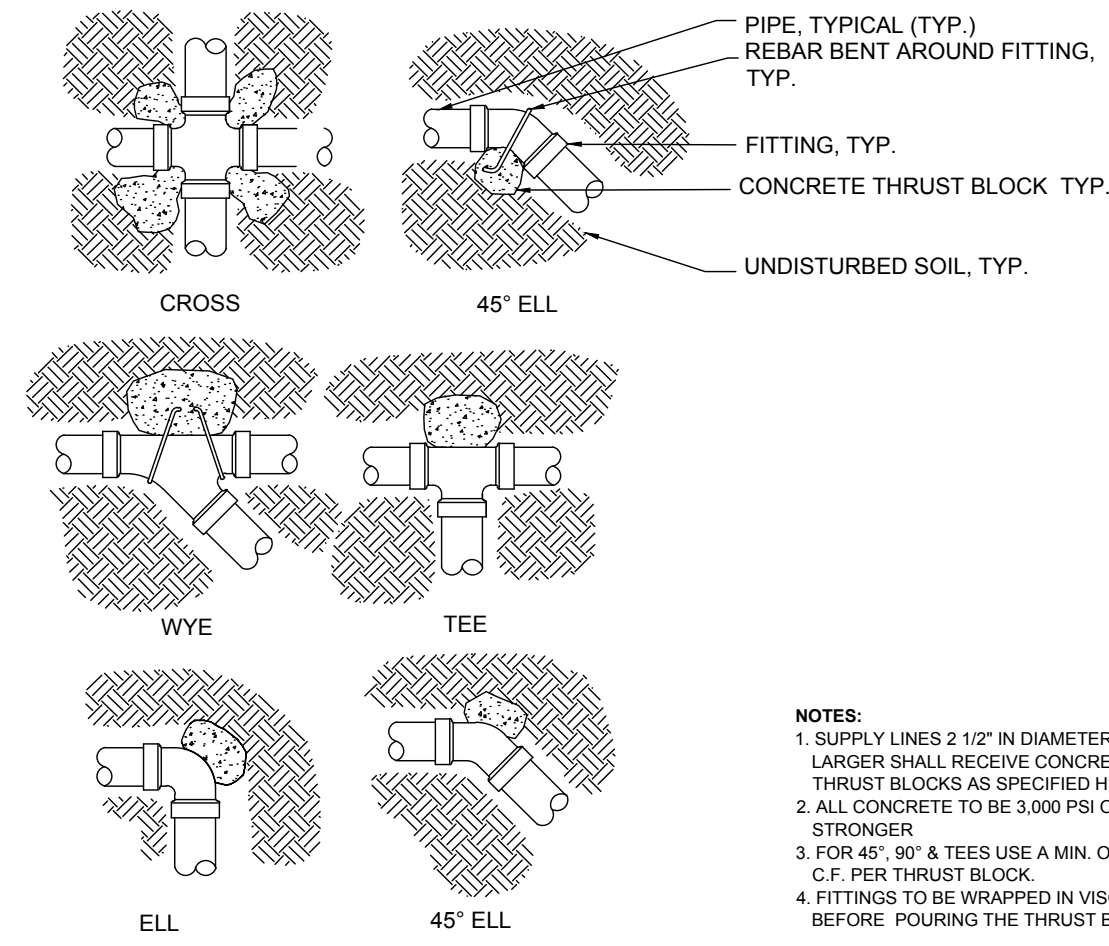 PIPE, TYPICAL (TYP.)
REBAR BENT AROUND FITTING,
TYP.
FITTING, TYP.
CONCRETE THRUST BLOCK TYP.
UNDISTURBED SOIL, TYP.
CROSS
45° ELL
WYE
TEE
ELL
45° ELL
NOTES:
1. SUPPLY LINES 2 1/2" IN DIAMETER
LARGER SHALL RECEIVE
THRUST BLOCKS AS SPECIFIED
2. ALL CONCRETE TO BE 3,000 PSI
STRONGER
3. FOR 45°, 90° & TEES USE A MIN.
C.F. PER THRUST BLOCK.
4. FITTINGS TO BE WRAPPED IN
BEFORE POURING THE THRUST